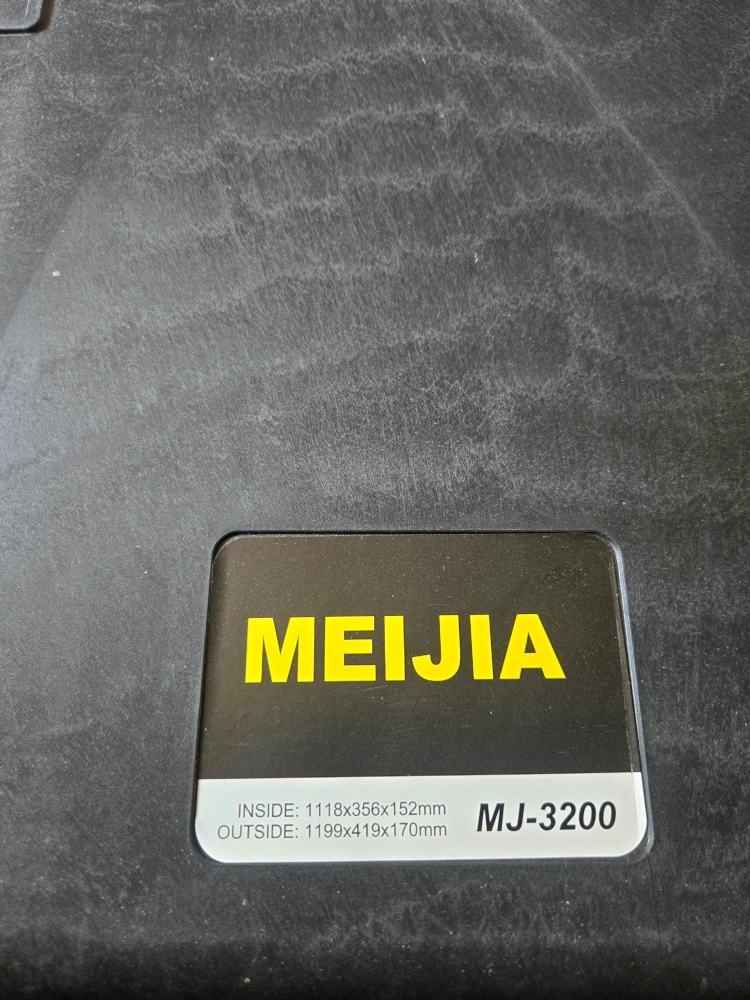 MEIJIA
INSIDE: 1118x356x152mm
OUTSIDE: 1199x419x170mm
MJ-3200